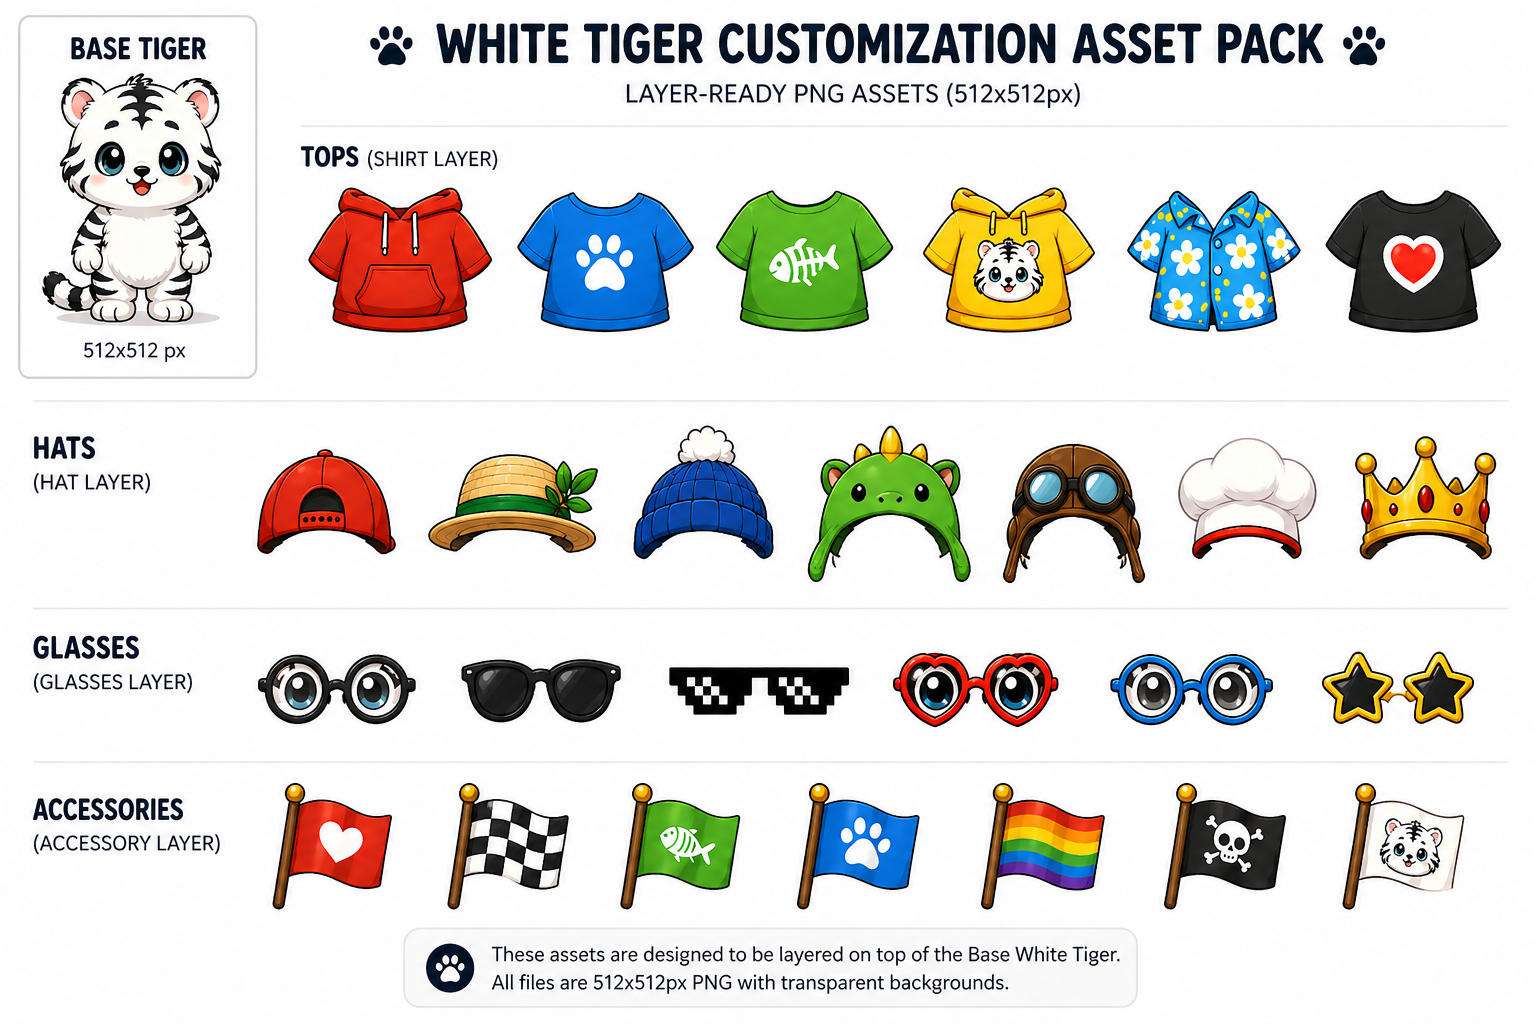 BASE TIGER
512x512 px
WHITE TIGER CUSTOMIZATION ASSET PACK
LAYER-READY PNG ASSETS (512x512px)
TOPS (SHIRT LAYER)
HATS
(HAT LAYER)
GLASSES
(GLASSES LAYER)
ACCESSORIES
(ACCESSORY LAYER)
These assets are designed to be layered on top of the Base White Tiger.
All files are 512x512px PNG with transparent backgrounds.